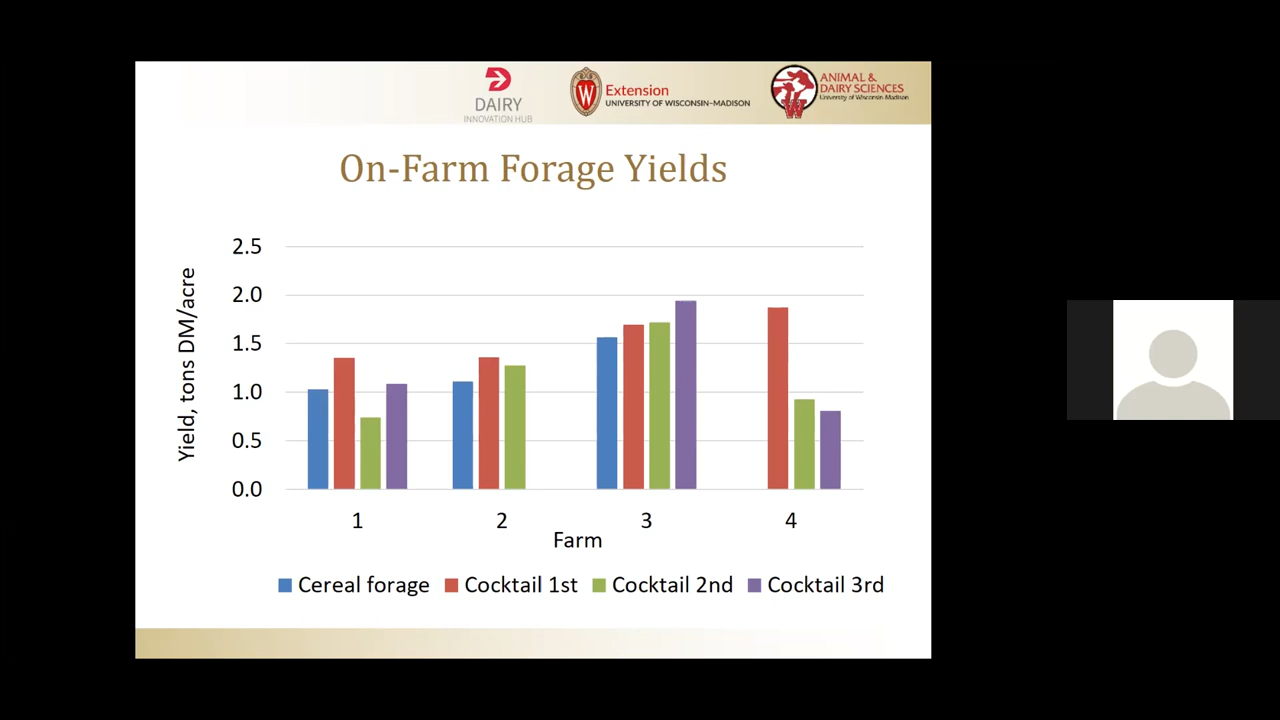 DAIRY
INNOVATION HUB
W
Extension
UNIVERSITY OF WISCONSIN–MADISON
ANIMAL &
DAIRY SCIENCES
University of Wisconsin-Madison
W
On-Farm Forage Yields
Yield, tons DM/acre
2.5
2.0
1.5
1.0
0.5
0.0
1 2 3 4
Farm
Cereal forage Cocktail 1st Cocktail 2nd Cocktail 3rd